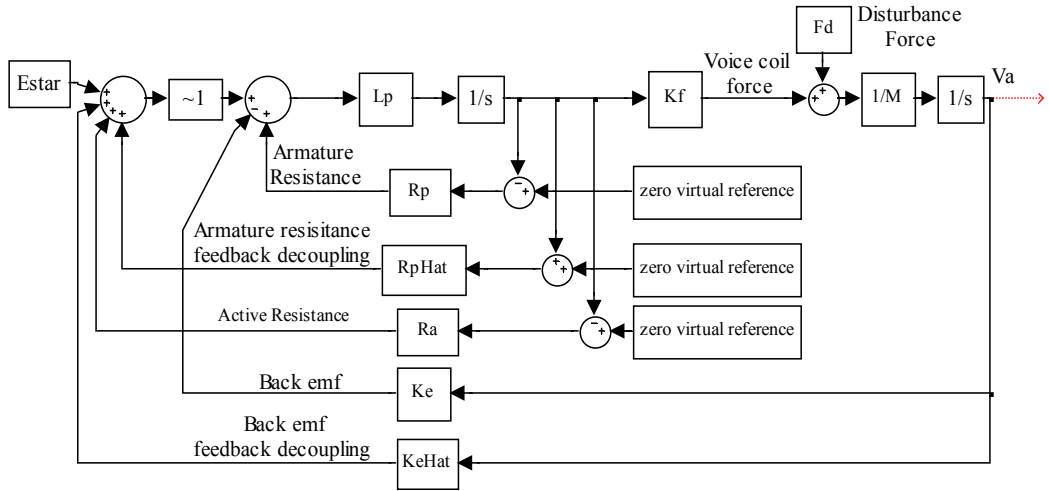 Estar
~1
Lp
1/s
Kf
Voice coil
force
Fd
Disturbance
Force
1/M
1/s
Va
+
+
+
+
-
+
+
+
Armature
Resistance
Rp
-
+
zero virtual reference
Armature resisitance
feedback decoupling
RpHat
+
+
zero virtual reference
Active Resistance
Ra
-
+
zero virtual reference
Back emf
Ke
Back emf
feedback decoupling
KeHat